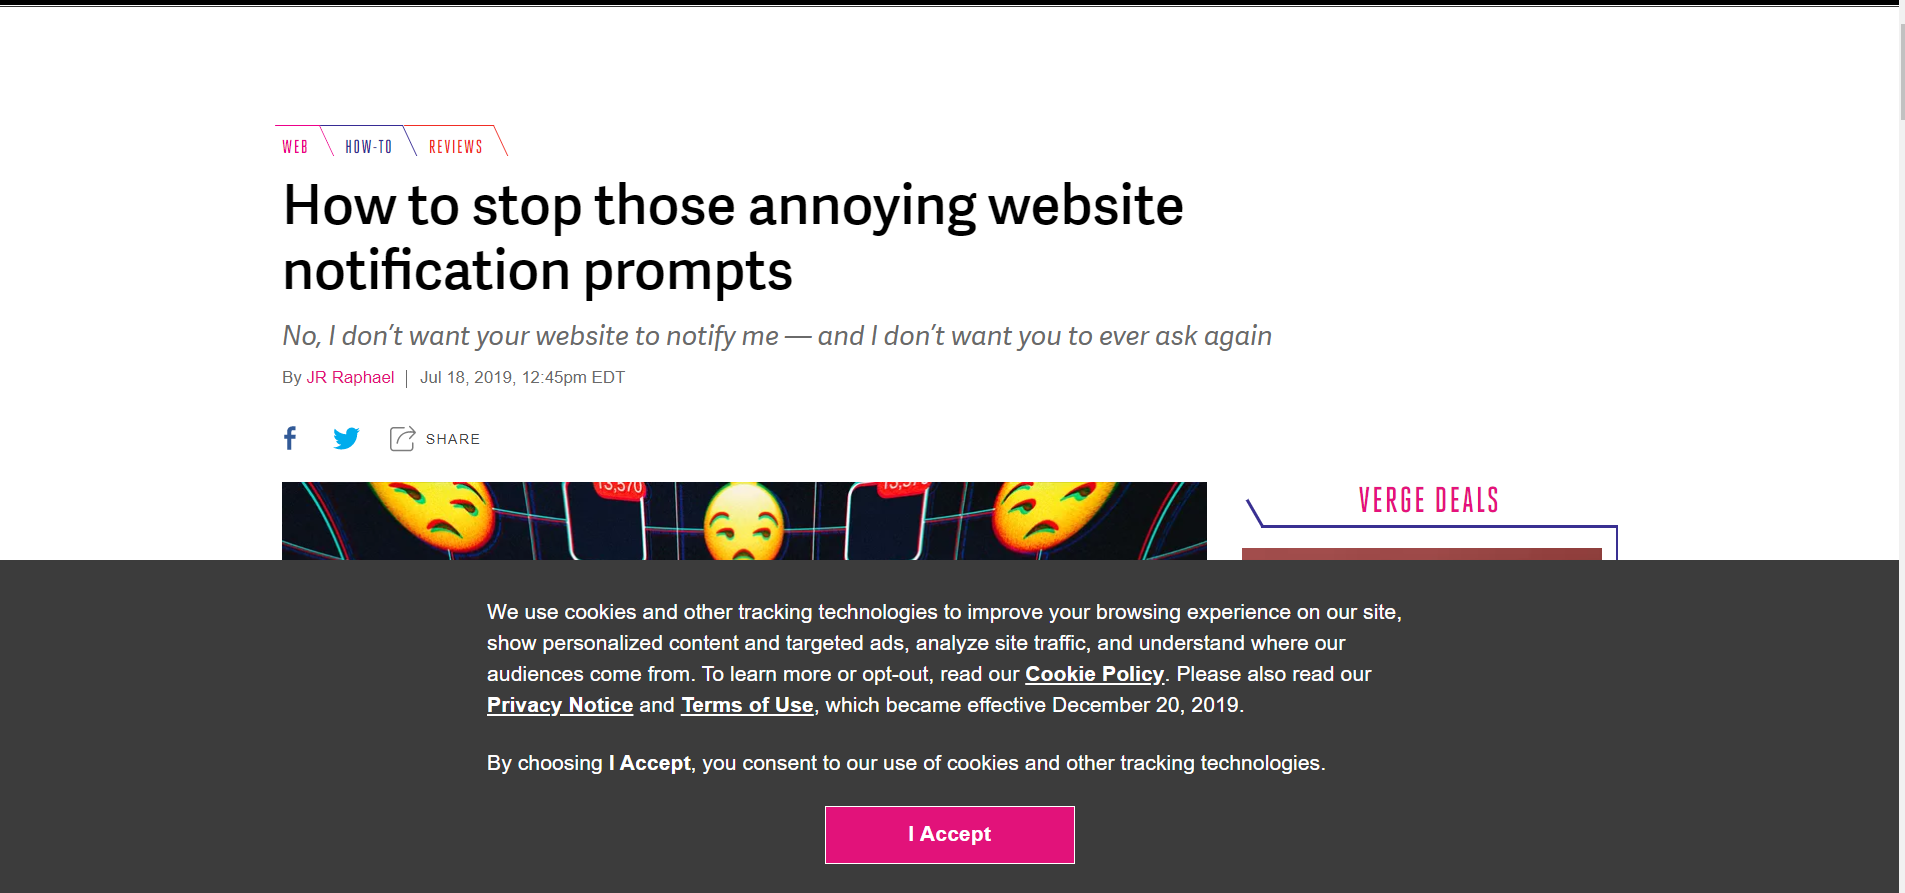 WEB HOW-TO REVIEWS
How to stop those annoying website
notification prompts
No, I don’t want your website to notify me — and I don’t want you to ever ask again
By JR Raphael | Jul 18, 2019, 12:45pm EDT
SHARE
13,570
VERGE DEALS
We use cookies and other tracking technologies to improve your browsing experience on our site,
show personalized content and targeted ads, analyze site traffic, and understand where our
audiences come from. To learn more or opt-out, read our Cookie Policy. Please also read our
Privacy Notice and Terms of Use, which became effective December 20, 2019.
By choosing I Accept, you consent to our use of cookies and other tracking technologies.
I Accept